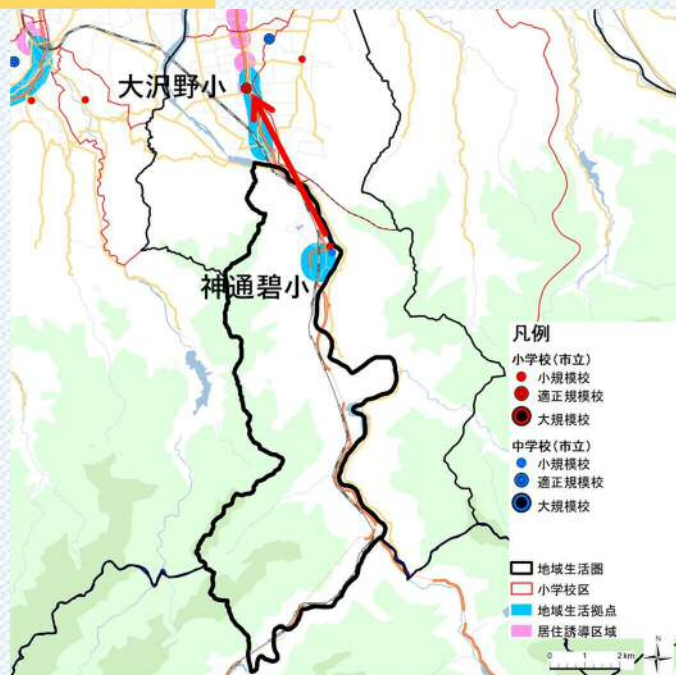 大沢野小
神通碧小
凡例
小学校(市立)
小規模校
適正規模校
大規模校
中学校(市立)
小規模校
適正規模校
大規模校
地域生活圏
小学校区
地域生活拠点
居住誘導区域
N
0 1 2 km